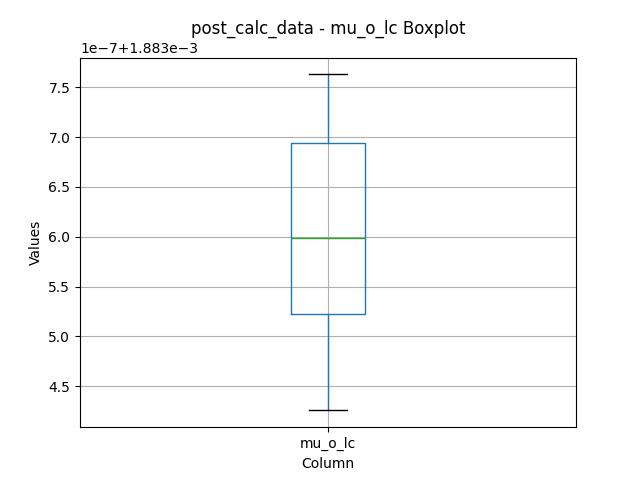 post_calc_data - mu_o_lc Boxplot
1e−7+1.883e−3
7.5
7.0
6.5
6.0
5.5
5.0
4.5
Values
mu_o_lc
Column